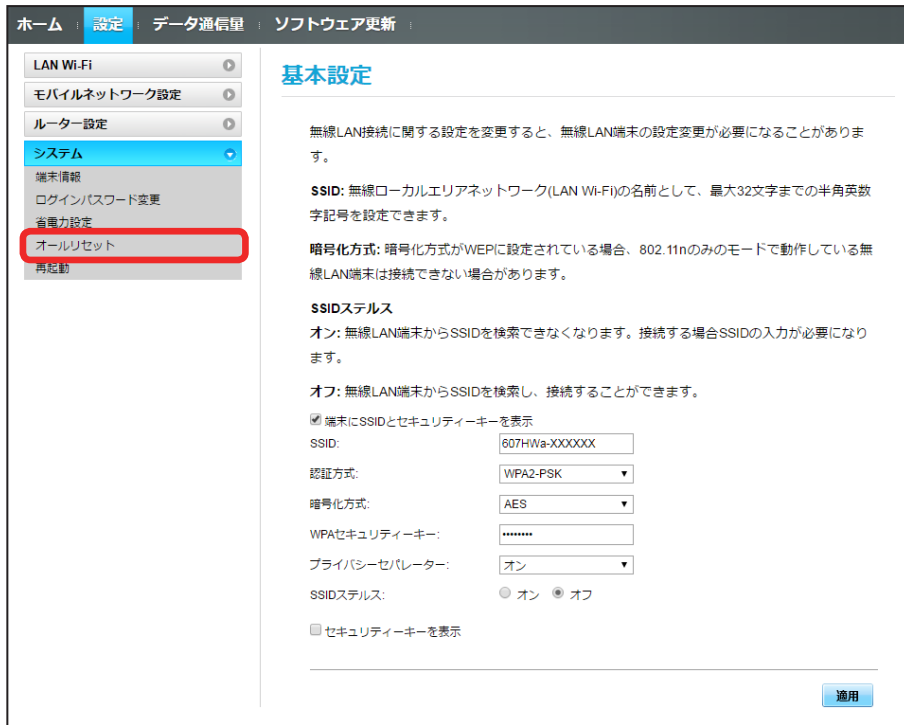 ホーム 設定 データ通信量 ソフトウェア更新
LAN Wi-Fi
モバイルネットワーク設定
ルーター設定
システム
端末情報
ログインパスワード変更
省電力設定
オールリセット
再起動
基本設定
無線LAN接続に関する設定を変更すると、無線LAN端末の設定変更が必要になることがありま
す。
SSID: 無線ローカルエリアネットワーク(LAN Wi-Fi)の名前として、最大32文字までの半角英数
字記号を設定できます。
暗号化方式: 暗号化方式がWEPに設定されている場合、802.11nのみのモードで動作している無
線LAN端末は接続できない場合があります。
SSIDステルス
オン: 無線LAN端末からSSIDを検索できなくなります。接続する場合SSIDの入力が必要になり
ます。
オフ: 無線LAN端末からSSIDを検索し、接続することができます。
端末にSSIDとセキュリティーキーを表示
SSID: 607HWa-XXXXXX
認証方式: WPA2-PSK
暗号化方式: AES
WPAセキュリティーキー: ••••••••
プライバシーセパレーター: オン
SSIDステルス: オン オフ
セキュリティーキーを表示
適用